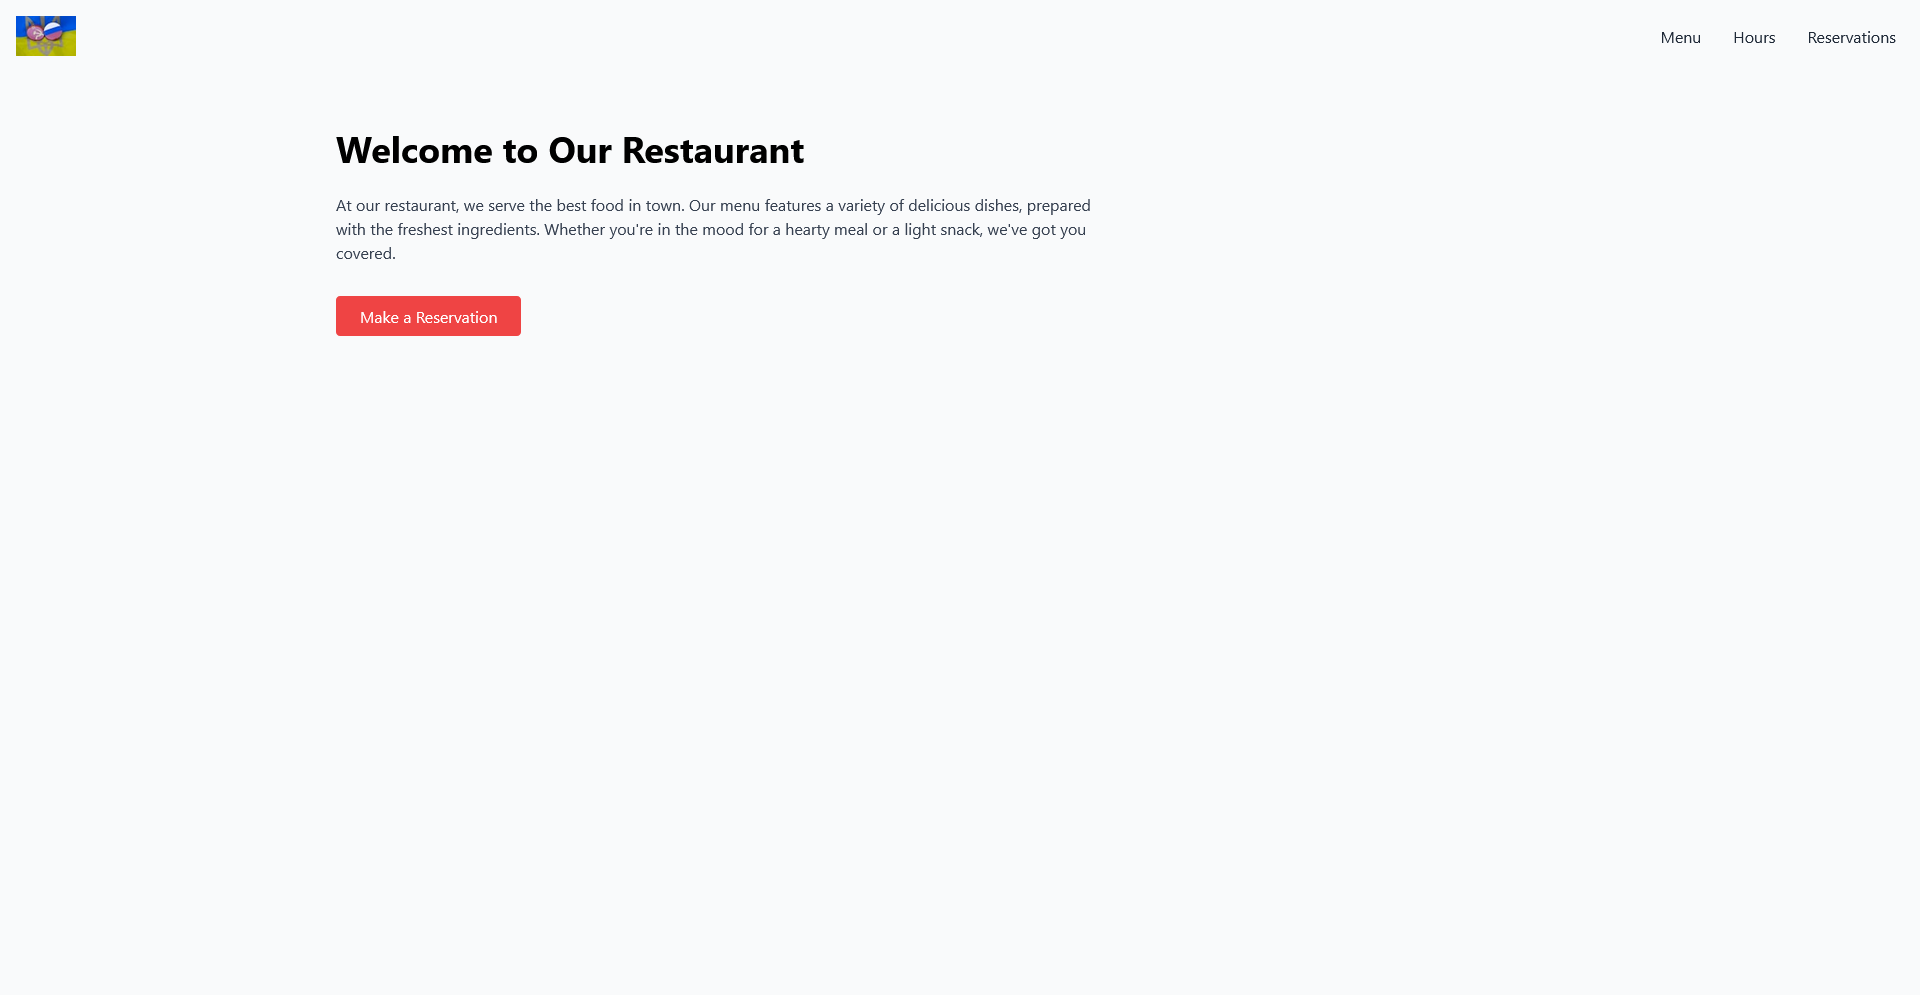 Menu
Hours
Reservations
Welcome to Our Restaurant
At our restaurant, we serve the best food in town. Our menu features a variety of delicious dishes, prepared
with the freshest ingredients. Whether you're in the mood for a hearty meal or a light snack, we've got you
covered.
Make a Reservation